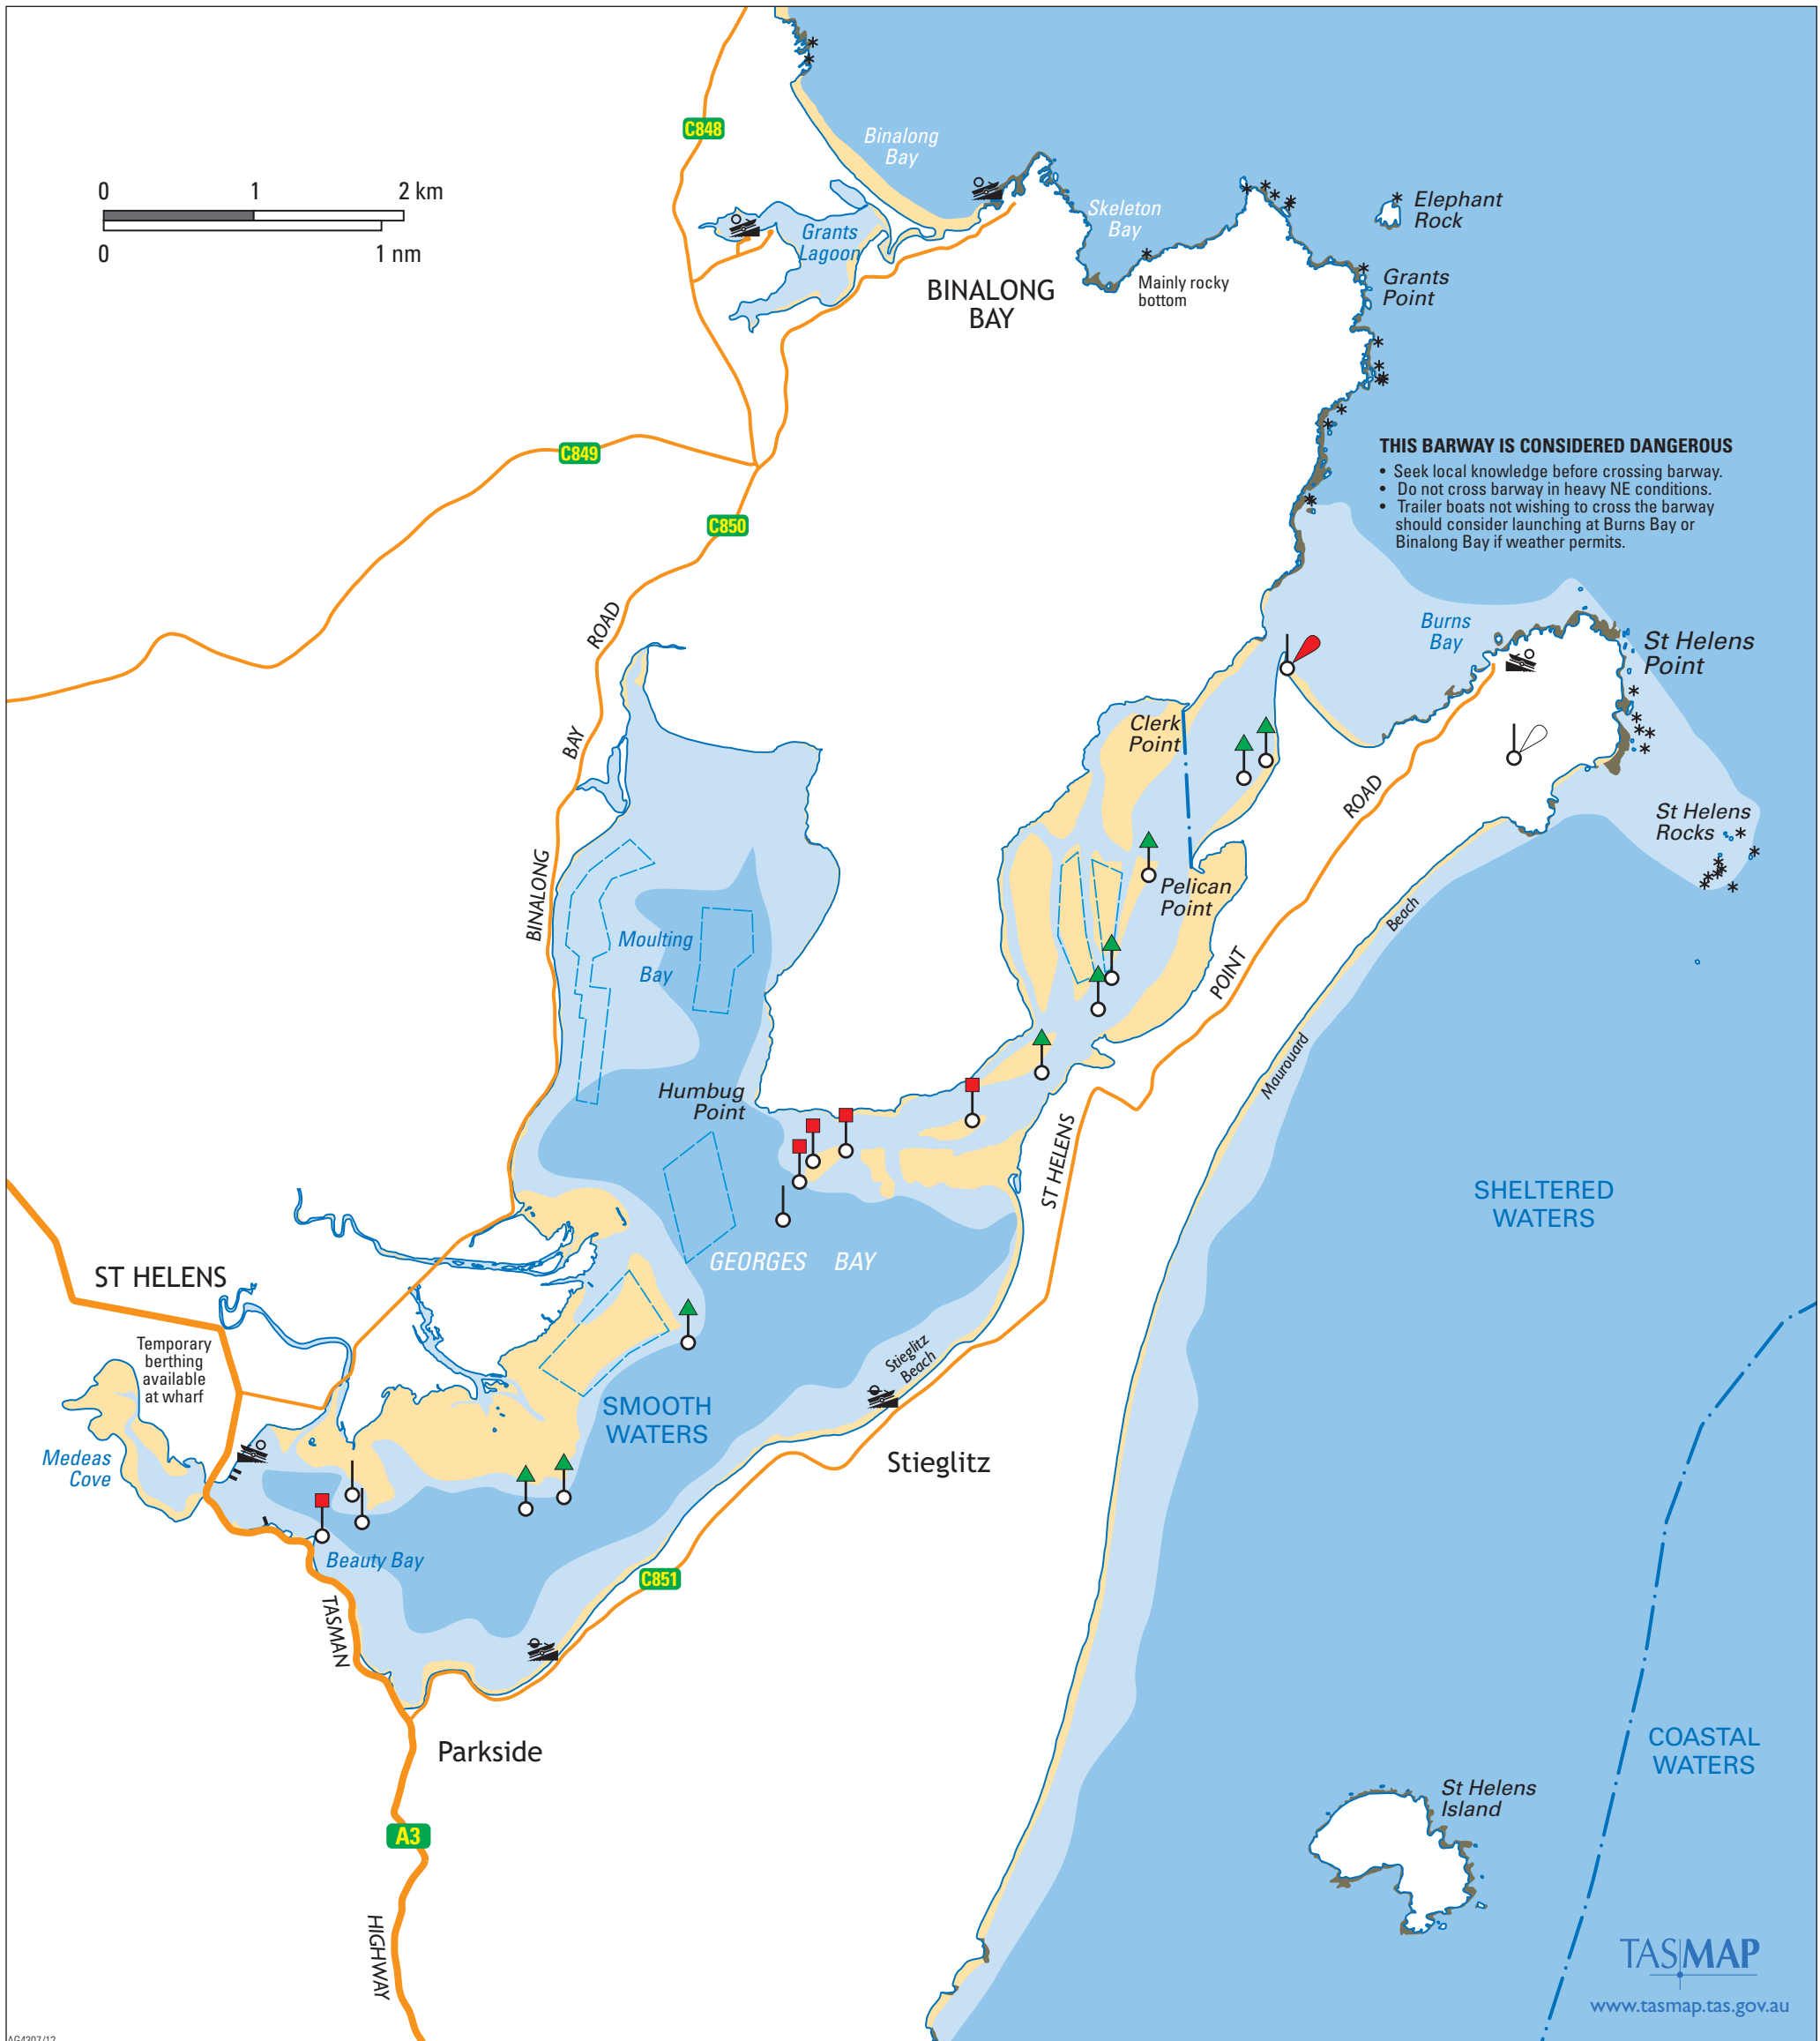 C848
Binalong
Bay
0 1 2 km
0 1 nm
Skeleton
Bay
Elephant
Rock
Grants
Lagoon
BINALONG
BAY
Mainly rocky
bottom
Grants
Point
C849
THIS BARWAY IS CONSIDERED DANGEROUS
• Seek local knowledge before crossing barway.
• Do not cross barway in heavy NE conditions.
• Trailer boats not wishing to cross the barway
should consider launching at Burns Bay or
Binalong Bay if weather permits.
C850
BINALONG BAY ROAD
Burns
Bay
St Helens
Point
Clerk
Point
St Helens
Rocks
Pelican
Point
Moulting
Bay
ST HELENS POINT ROAD
Maurouard Beach
Humbug
Point
SHELTERED
WATERS
GEORGES BAY
ST HELENS
Temporary
berthing
available
at wharf
Stieglitz
Beach
SMOOTH
WATERS
Medeas
Cove
Stieglitz
Beauty Bay
C851
TASMAN HIGHWAY
Parkside
COASTAL
WATERS
St Helens
Island
A3
TASMAP
www.tasmap.tas.gov.au
AG4307/12